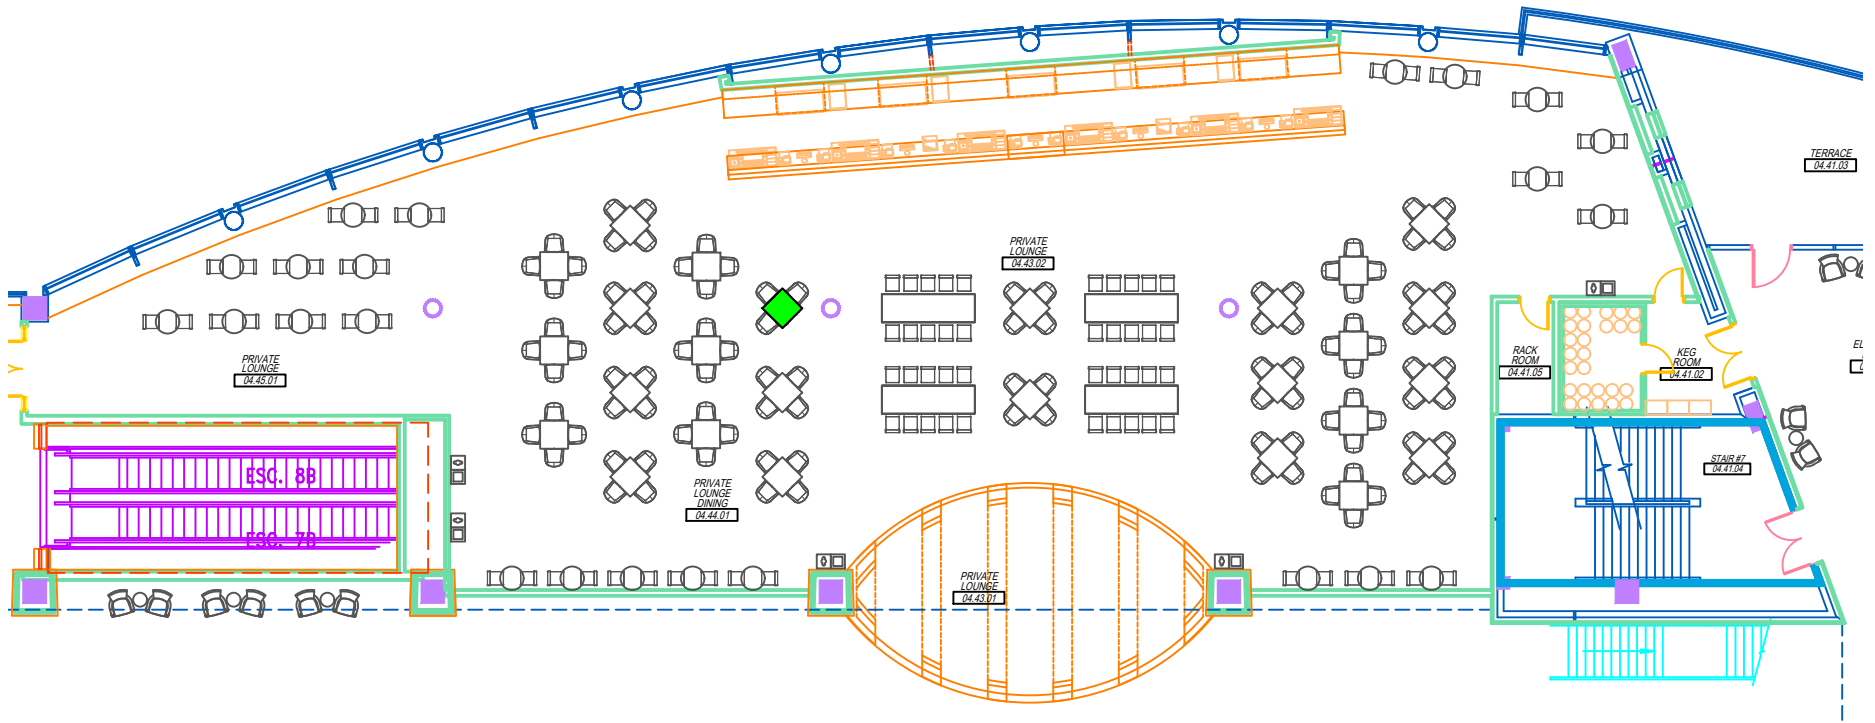 TERRACE
04.41.03
PRIVATE
LOUNGE
04.43.02
PRIVATE
LOUNGE
04.45.01
RACK
ROOM
04.41.05
KEG
ROOM
04.41.02
EL
ESC. 8B
ESC. 7B
PRIVATE
LOUNGE
DINING
04.44.01
STAIR #7
04.41.04
PRIVATE
LOUNGE
04.43.01